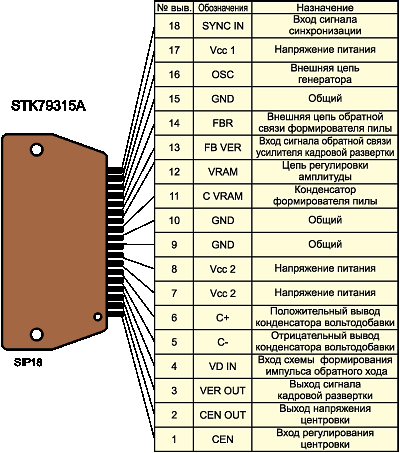 № выв. Обозначения Назначение
18 SYNC IN Вход сигнала
синхронизации
17 Vcc 1 Напряжение питания
16 OSC Внешняя цепь
генератора
STK79315A
15 GND Общий
14 FBR Внешняя цепь обратной
связи формирователя пилы
13 FB VER Вход сигнала обратной связи
усилителя кадровой развертки
12 VRAM Цепь регулировки
амплитуды
11 C VRAM Конденсатор
формирователя пилы
10 GND Общий
9 GND Общий
8 Vcc 2 Напряжение питания
7 Vcc 2 Напряжение питания
6 C+ Положительный вывод
конденсатора вольтодобавки
5 C- Отрицательный вывод
конденсатора вольтодобавки
SIP18
4 VD IN Вход схемы формирования
импульса обратного хода
3 VER OUT Выход сигнала
кадровой развертки
2 CEN OUT Выход напряжения
центровки
1 CEN Вход регулирования
центровки